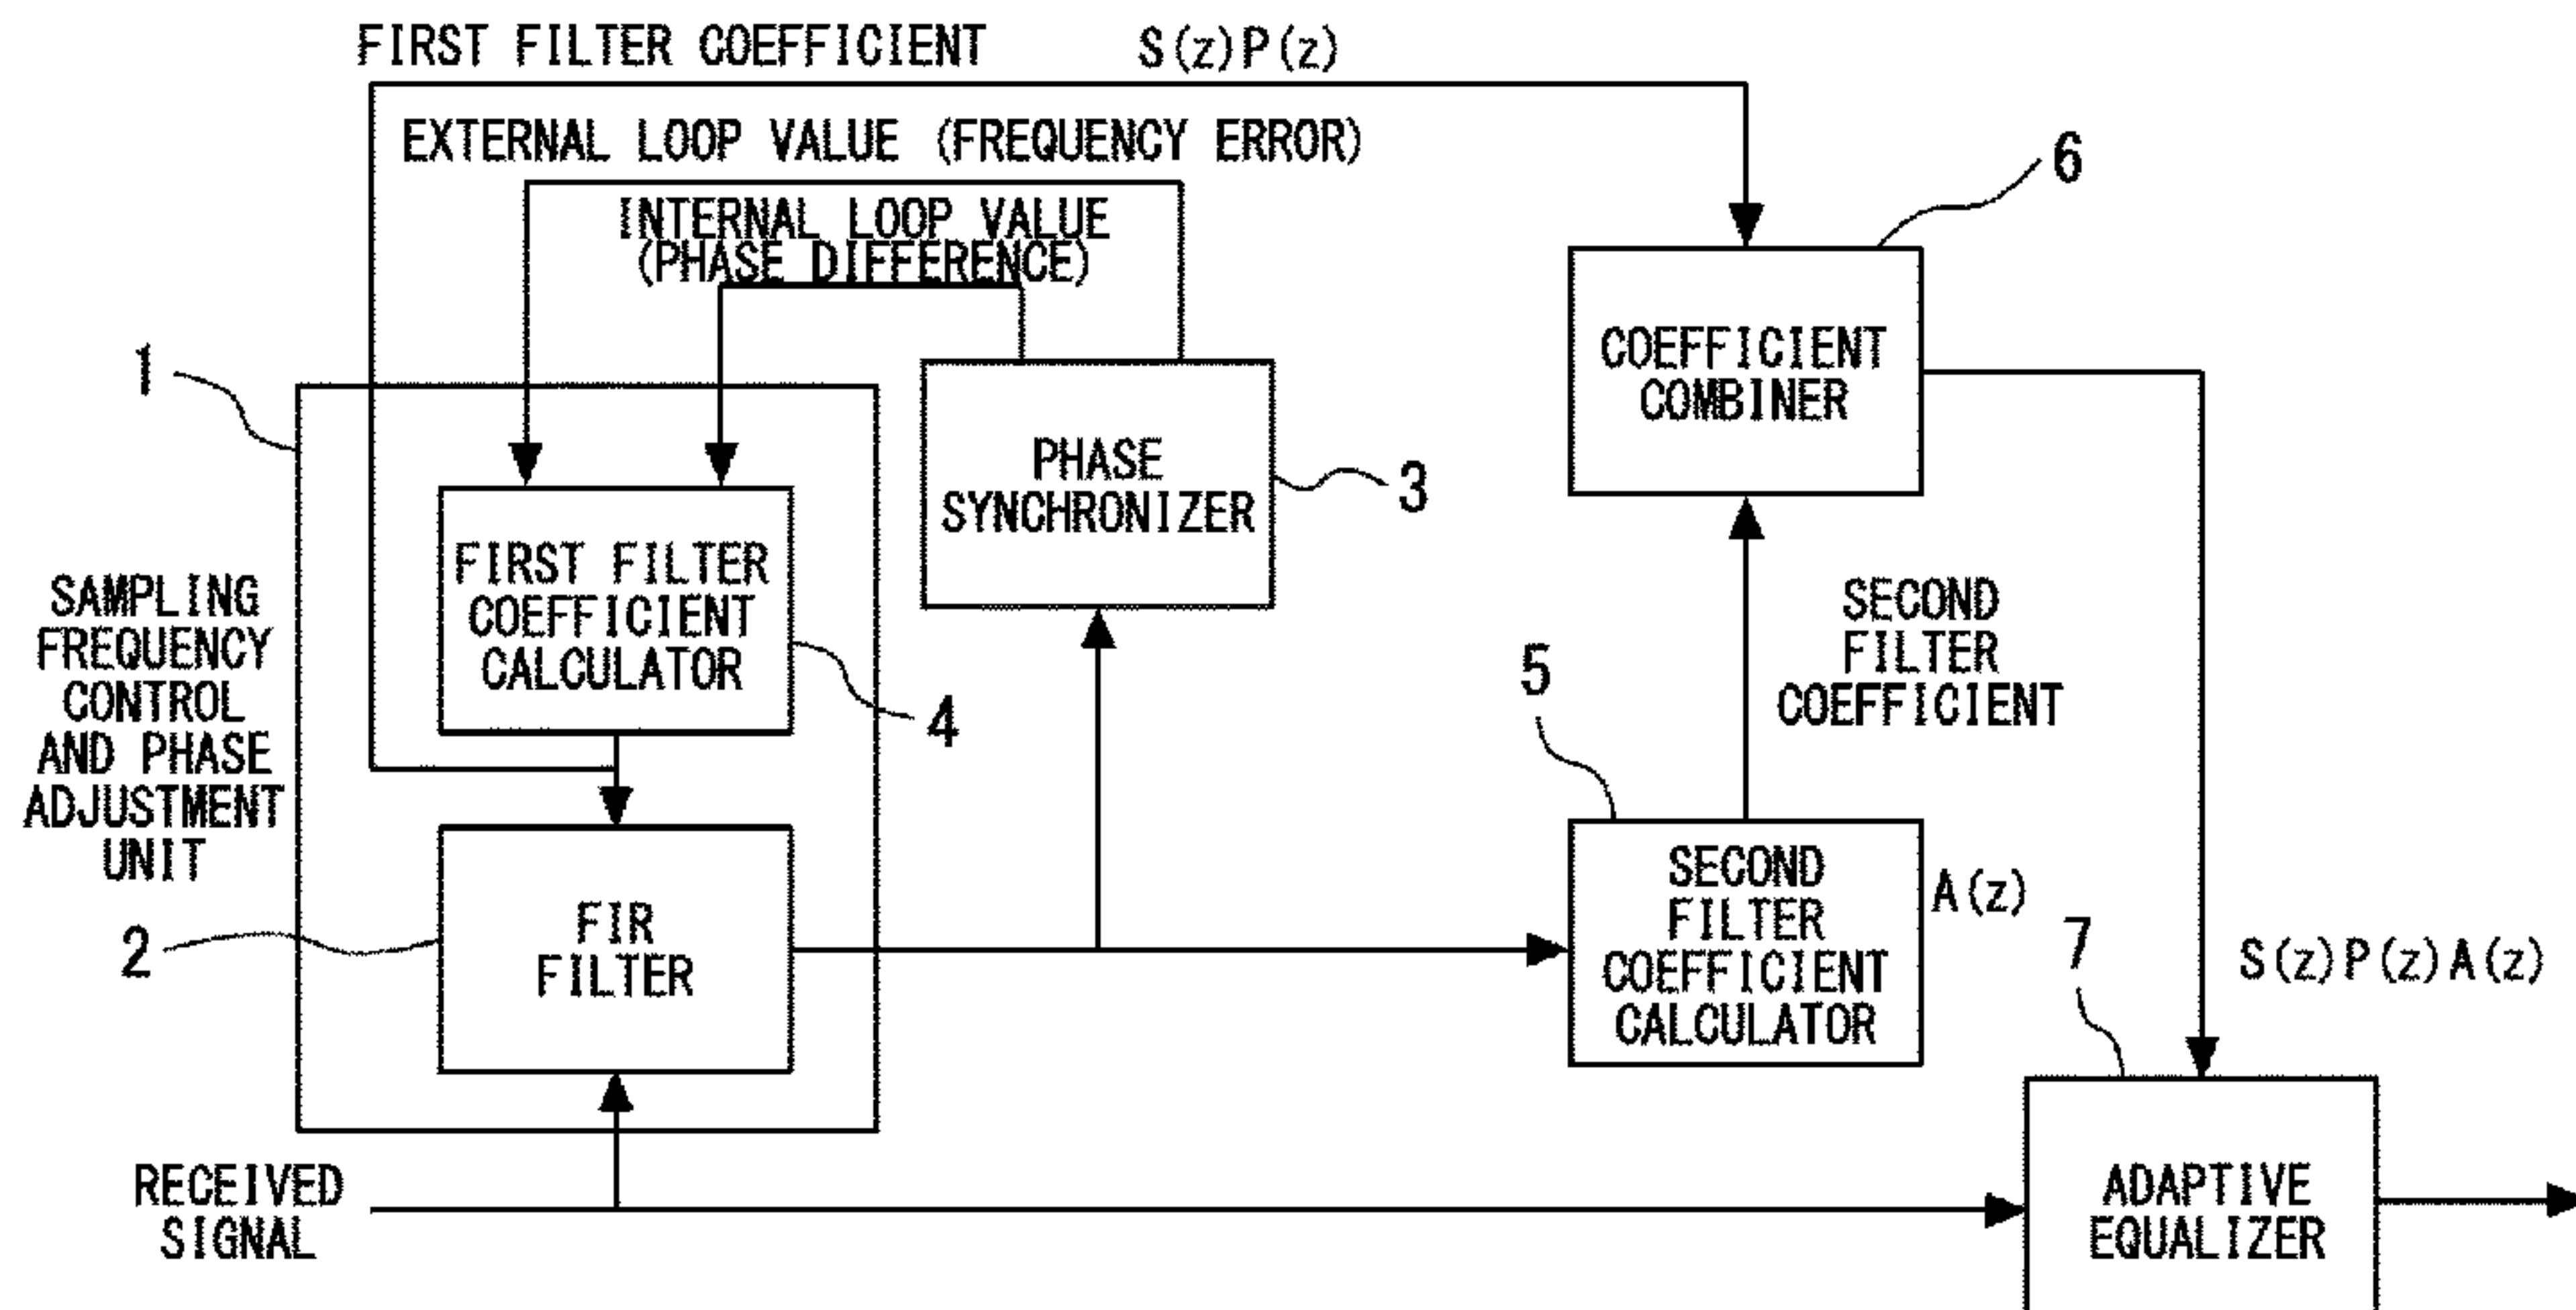 FIRST FILTER COEFFICIENT S(z)P(z)
EXTERNAL LOOP VALUE (FREQUENCY ERROR)
INTERNAL LOOP VALUE
(PHASE DIFFERENCE)
6
1
COEFFICIENT
COMBINER
PHASE
SYNCHRONIZER
3
FIRST FILTER
COEFFICIENT
CALCULATOR
4
SAMPLING
FREQUENCY
CONTROL
AND PHASE
ADJUSTMENT
UNIT
SECOND
FILTER
COEFFICIENT
5
SECOND
FILTER
COEFFICIENT
CALCULATOR
A(z)
FIR
FILTER
2
7
S(z)P(z)A(z)
RECEIVED
SIGNAL
ADAPTIVE
EQUALIZER